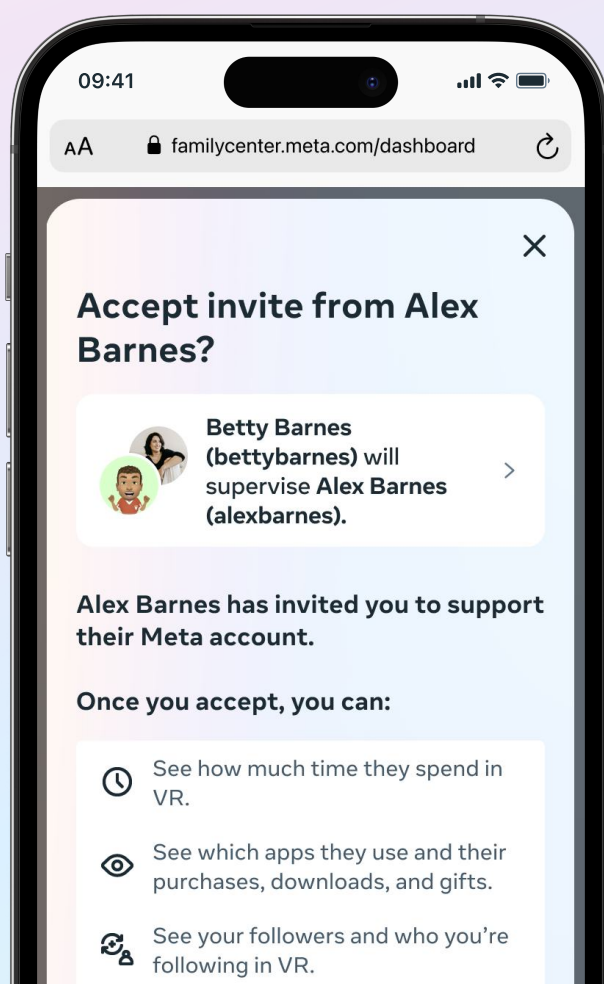 09:41
AA familycenter.meta.com/dashboard
Accept invite from Alex
Barnes?
Betty Barnes
(bettybarnes) will
supervise Alex Barnes
(alexbarnes).
Alex Barnes has invited you to support
their Meta account.
Once you accept, you can:
See how much time they spend in
VR.
See which apps they use and their
purchases, downloads, and gifts.
See your followers and who you’re
following in VR.